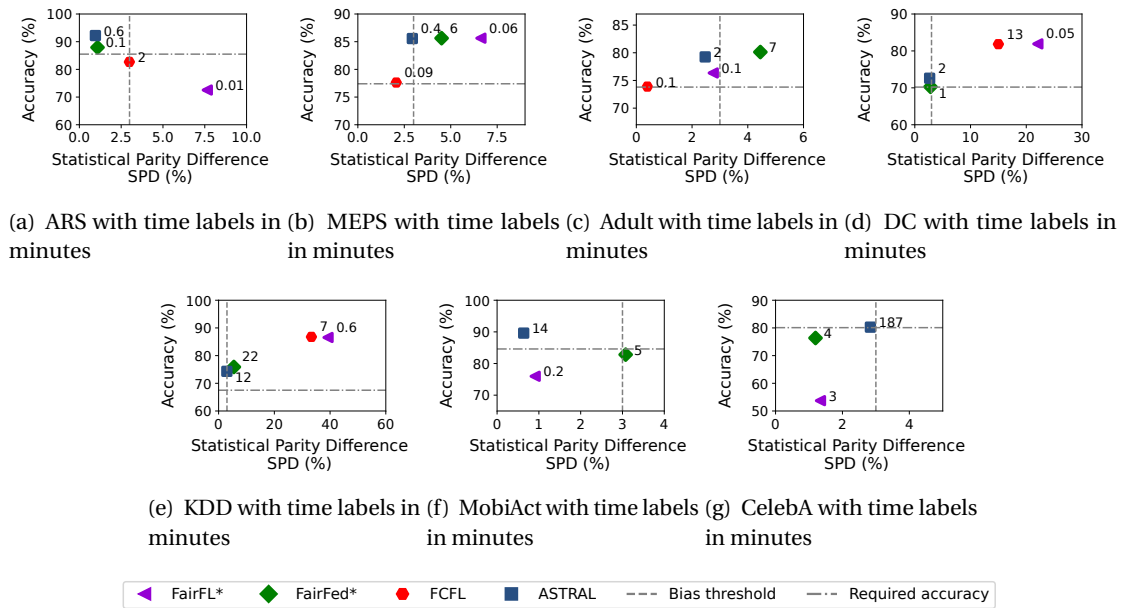 Accuracy (%)
100
90
80
70
60
0.0 2.5 5.0 7.5 10.0
0.6
0.1
2
0.01
Statistical Parity Difference
SPD (%)
(a) ARS with time labels in
minutes
Accuracy (%)
90
85
80
75
70
2.5 5.0 7.5
0.4
6
0.06
0.09
Statistical Parity Difference
SPD (%)
(b) MEPS with time labels
in minutes
Accuracy (%)
85
80
75
70
0 2 4 6
2
7
0.1
0.1
Statistical Parity Difference
SPD (%)
(c) Adult with time labels in
minutes
Accuracy (%)
90
80
70
60
0 10 20 30
13
0.05
2
1
Statistical Parity Difference
SPD (%)
(d) DC with time labels in
minutes
Accuracy (%)
100
90
80
70
60
0 20 40 60
7
0.6
22
12
Statistical Parity Difference
SPD (%)
(e) KDD with time labels in
minutes
Accuracy (%)
100
90
80
70
0 1 2 3 4
14
5
0.2
Statistical Parity Difference
SPD (%)
(f) MobiAct with time labels
in minutes
Accuracy (%)
90
80
70
60
50
0 2 4
187
4
3
Statistical Parity Difference
SPD (%)
(g) CelebA with time labels
in minutes
FairFL* FairFed* FCFL ASTRAL Bias threshold Required accuracy